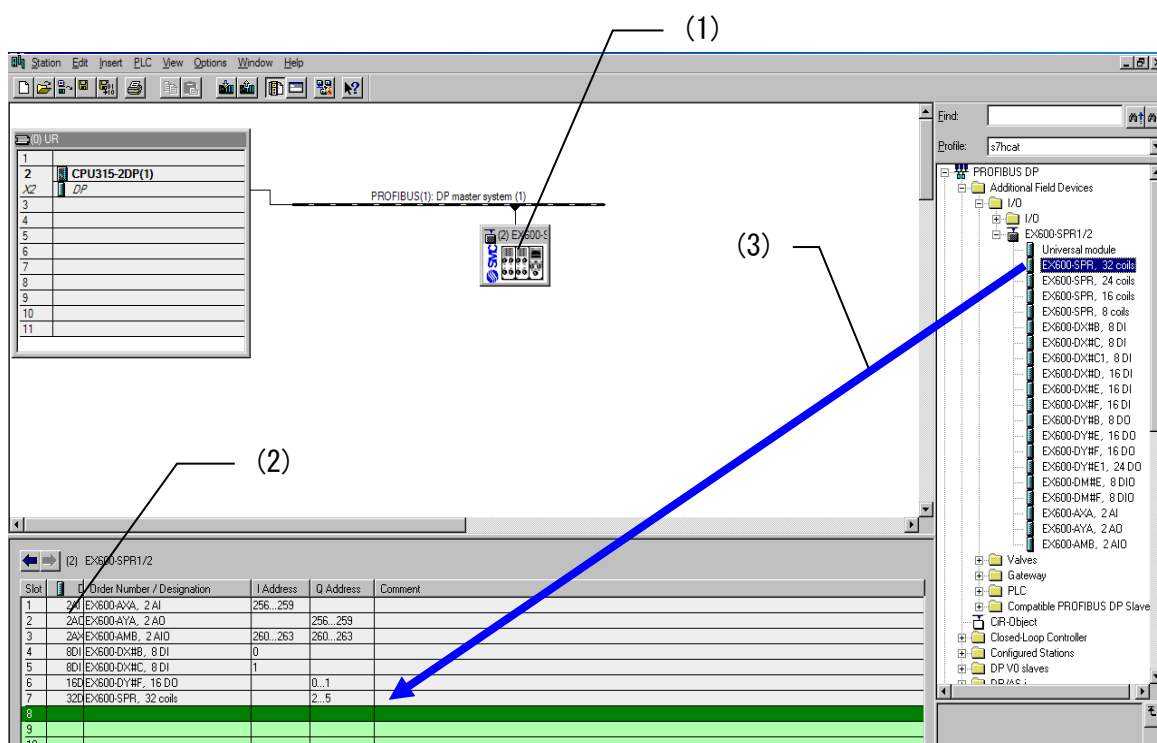 (1)
Station Edit Insert PLC View Options Window Help
(0) UR
1
2 CPU315-2DP(1)
X2 DP
3
4
5
6
7
8
9
10
11
PROFIBUS(1): DP master system (1)
(2) EX600-S
SMC
(3)
(2)
Find:
Profile: s7hcat
PROFIBUS DP
Additional Field Devices
I/O
I/O
EX600-SPR1/2
Universal module
EX600-SPR, 32 coils
EX600-SPR, 24 coils
EX600-SPR, 16 coils
EX600-SPR, 8 coils
EX600-DX#B, 8 DI
EX600-DX#C, 8 DI
EX600-DX#C1, 8 DI
EX600-DX#D, 16 DI
EX600-DX#E, 16 DI
EX600-DX#F, 16 DI
EX600-DY#B, 8 DO
EX600-DY#E, 16 DO
EX600-DY#F, 16 DO
EX600-DY#E1, 24 DO
EX600-DM#E, 8 DIO
EX600-DM#F, 8 DIO
EX600-AXA, 2 AI
EX600-AYA, 2 AO
EX600-AMB, 2 AIO
Valves
Gateway
PLC
Compatible PROFIBUS DP Slave
CiR-Object
Closed-Loop Controller
Configured Stations
DP V0 slaves
DP/AS-i
(2) EX600-SPR1/2
Slot D Order Number / Designation I Address Q Address Comment
1 2AI EX600-AXA, 2 AI 256...259
2 2AO EX600-AYA, 2 AO 256...259
3 2AX EX600-AMB, 2 AIO 260...263 260...263
4 8DI EX600-DX#B, 8 DI 0
5 8DI EX600-DX#C, 8 DI 1
6 16D EX600-DY#F, 16 DO 0...1
7 32D EX600-SPR, 32 coils 2...5
8
9
10